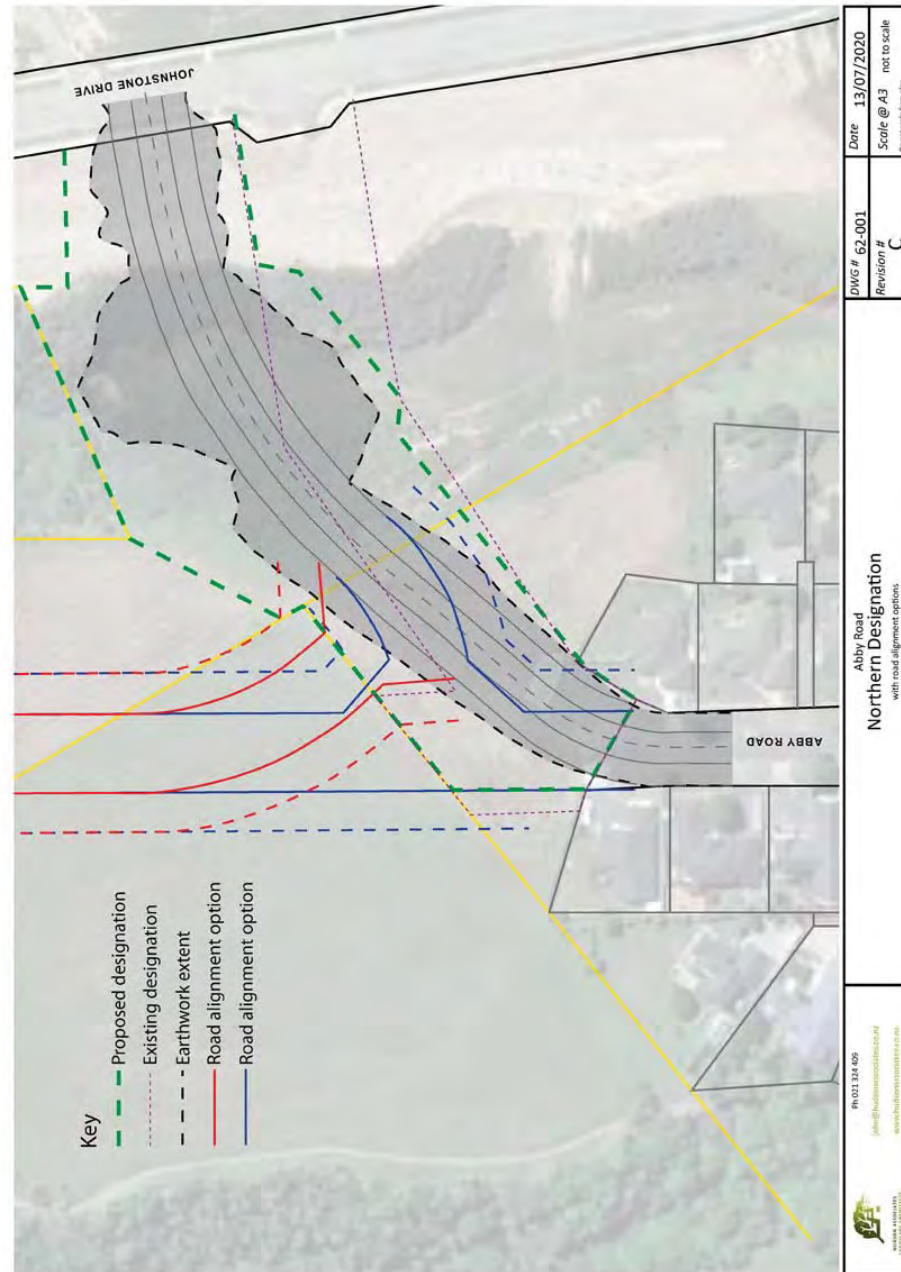 JOHNSTONE DRIVE
ABBY ROAD
Key
Proposed designation
Existing designation
Earthwork extent
Road alignment option
Road alignment option
Ph 021 324 409
Abby Road
Northern Designation
with road alignment options
DWG # 62-001
Revision # C
Date 13/07/2020
Scale @ A3 not to scale